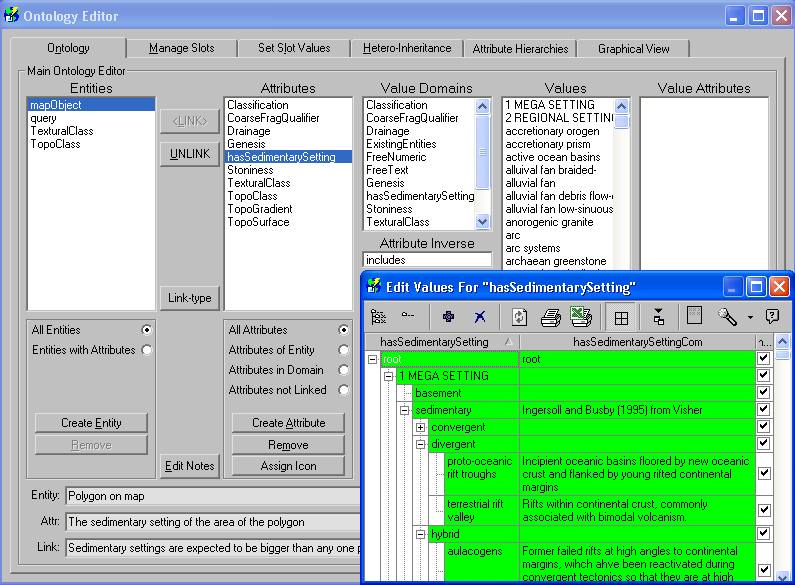 Ontology Editor
Ontology
Manage Slots
Set Slot Values
Hetero-Inheritance
Attribute Hierarchies
Graphical View
Main Ontology Editor
Entities
mapObject
query
TexturalClass
TopoClass
<LINK>
UNLINK
Link-type
Attributes
Classification
CoarseFragQualifier
Drainage
Genesis
hasSedimentarySetting
Stoniness
TexturalClass
TopoClass
TopoGradient
TopoSurface
Value Domains
Classification
CoarseFragQualifier
Drainage
ExistingEntities
FreeNumeric
FreeText
Genesis
hasSedimentarySetting
Stoniness
TexturalClass
Attribute Inverse
includes
Values
1 MEGA SETTING
2 REGIONAL SETTIN
accretionary orogen
accretionary prism
active ocean basins
alluival fan braided-
alluvial fan
alluvial fan debris flow-
alluvial fan low-sinuous
anorogenic granite
arc
arc systems
archaean greenstone
Value Attributes
All Entities
Entities with Attributes
Create Entity
Remove
Edit Notes
All Attributes
Attributes of Entity
Attributes in Domain
Attributes not Linked
Create Attribute
Remove
Assign Icon
Entity: Polygon on map
Attr: The sedimentary setting of the area of the polygon
Link: Sedimentary settings are expected to be bigger than any one p
Edit Values For "hasSedimentarySetting"
hasSedimentarySetting hasSedimentarySettingCom
root root
1 MEGA SETTING
basement
sedimentary Ingersoll and Busby (1995) from Visher
convergent
divergent
proto-oceanic rift troughs
Incipient oceanic basins floored by new oceanic
crust and flanked by young rifted continental
margins
terrestrial rift valley
Rifts within continental crust, commonly
associated with bimodal volcanism.
hybrid
aulacogens
Former failed rifts at high angles to continental
margins, wihch ahve been reactivated during
convergent tectonics so that they are at high